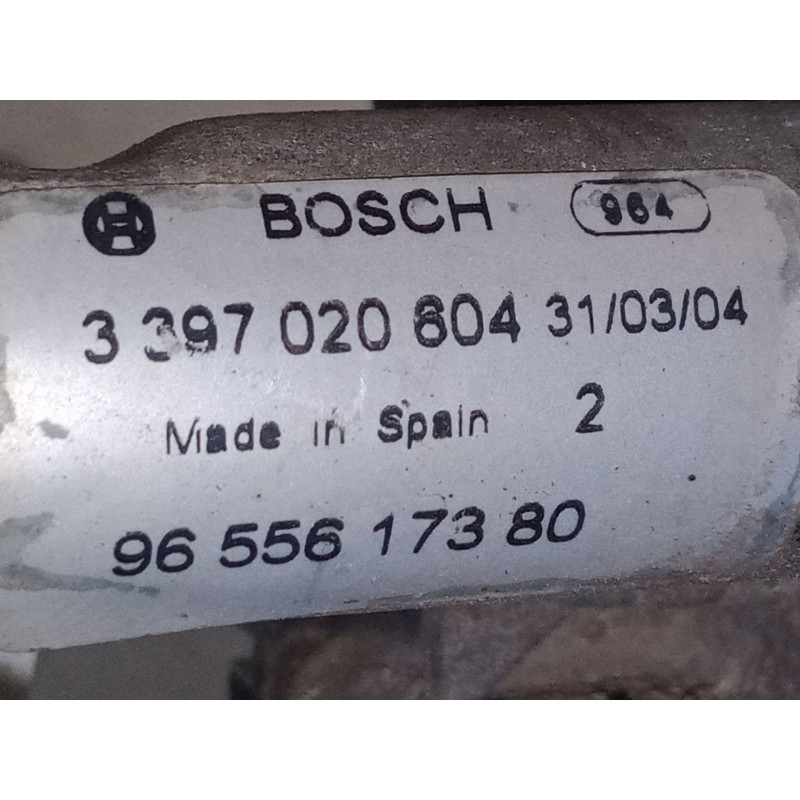 BOSCH 964
3 397 020 604 31/03/04
Made in Spain 2
96 556 173 80